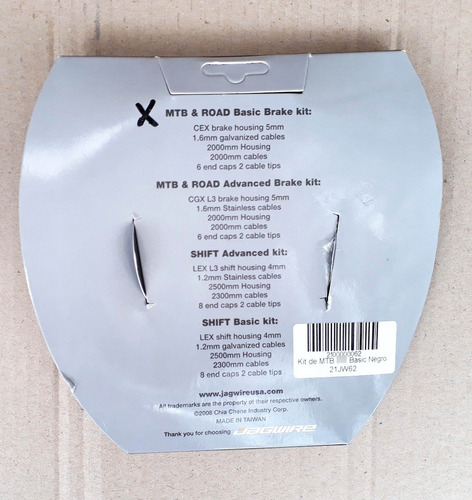 X MTB & ROAD Basic Brake kit:
CEX brake housing 5mm
1.6mm galvanized cables
2000mm Housing
2000mm cables
6 end caps 2 cable tips
MTB & ROAD Advanced Brake kit:
CGX L3 brake housing 5mm
1.6mm Stainless cables
2000mm Housing
2000mm cables
6 end caps 2 cable tips
SHIFT Advanced kit:
LEX L3 shift housing 4mm
1.2mm Stainless cables
2500mm Housing
2300mm cables
8 end caps 2 cable tips
SHIFT Basic kit:
LEX shift housing 4mm
1.2mm galvanized cables
2500mm Housing
2300mm cables
8 end caps 2 cable tips
2100000062
Kit de MTB Basic Negro
21JW62
www.jagwireusa.com
All trademarks are the property of their respective owners.
©2008 Chia Cherne Industry Corp.
MADE IN TAIWAN
Thank you for choosing JAGWIRE